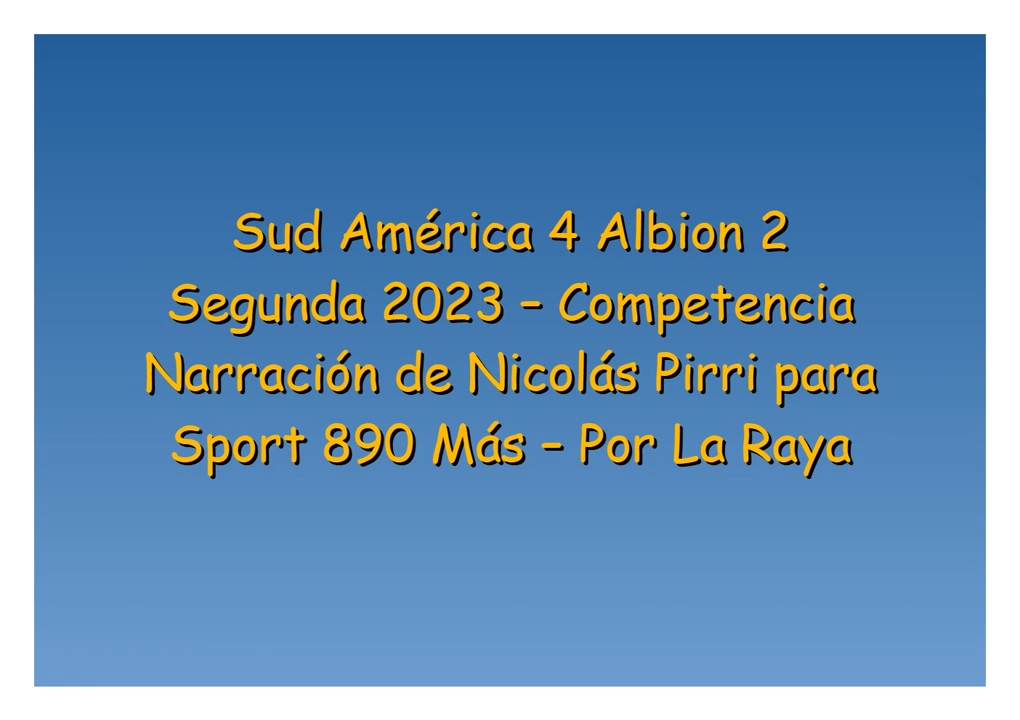 Sud América 4 Albion 2
Segunda 2023 – Competencia
Narración de Nicolás Pirri para
Sport 890 Más – Por La Raya